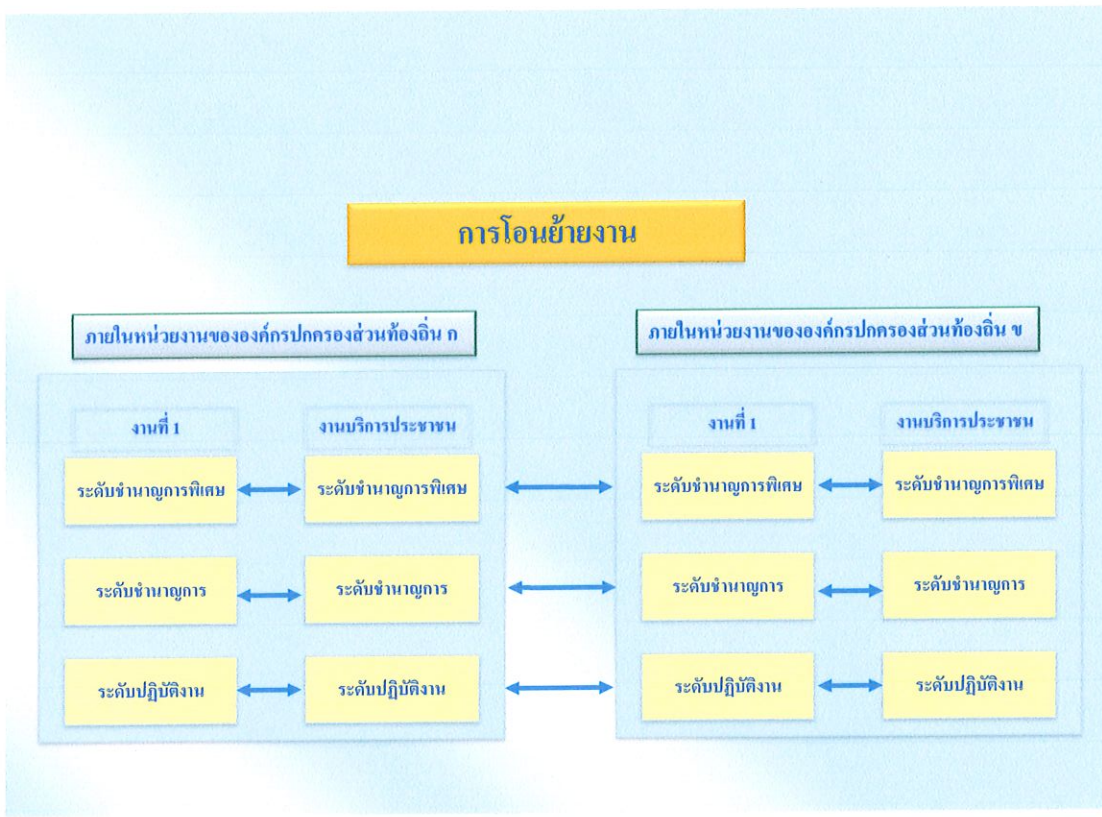 การโอนย้ายงาน
ภายในหน่วยงานขององค์กรปกครองส่วนท้องถิ่น ก
ภายในหน่วยงานขององค์กรปกครองส่วนท้องถิ่น ข
งานที่ 1
งานบริการประชาชน
งานที่ 1
งานบริการประชาชน
ระดับชำนาญการพิเศษ
ระดับชำนาญการพิเศษ
ระดับชำนาญการพิเศษ
ระดับชำนาญการพิเศษ
ระดับชำนาญการ
ระดับชำนาญการ
ระดับชำนาญการ
ระดับชำนาญการ
ระดับปฏิบัติงาน
ระดับปฏิบัติงาน
ระดับปฏิบัติงาน
ระดับปฏิบัติงาน